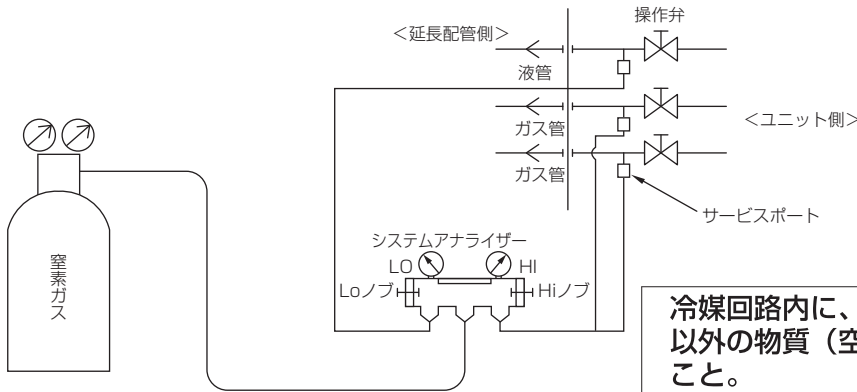 操作弁
＜延長配管側＞
液管
ガス管
＜ユニット側＞
ガス管
サービスポート
システムアナライザー
LO
HI
Loノブ
Hiノブ
窒素ガス
冷媒回路内に、
以外の物質（空
こと。